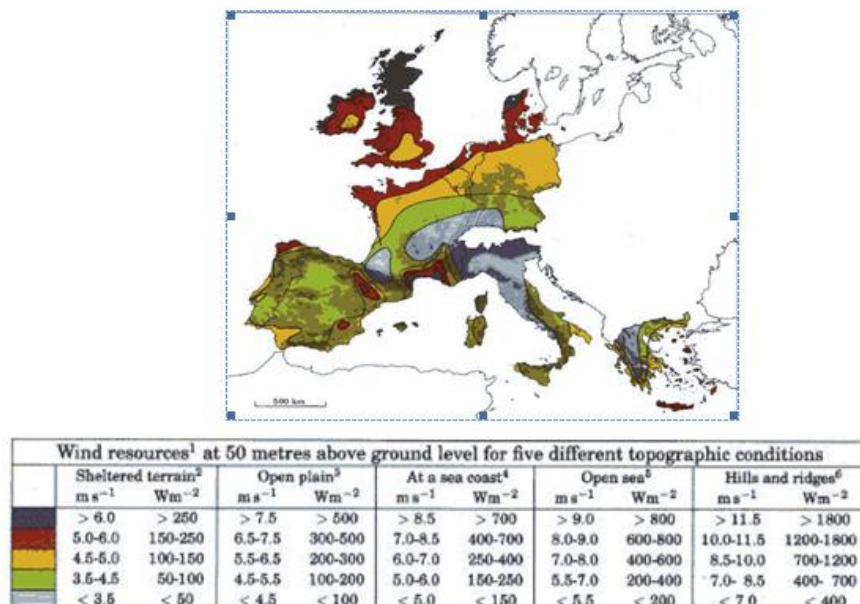 500 km
Wind resources¹ at 50 metres above ground level for five different topographic conditions
Sheltered terrain² Open plain³ At a sea coast⁴ Open sea⁵ Hills and ridges⁶
m s⁻¹ Wm⁻² m s⁻¹ Wm⁻² m s⁻¹ Wm⁻² m s⁻¹ Wm⁻² m s⁻¹ Wm⁻²
> 6.0 > 250 > 7.5 > 500 > 8.5 > 700 > 9.0 > 800 > 11.5 > 1800
5.0-6.0 150-250 6.5-7.5 300-500 7.0-8.5 400-700 8.0-9.0 600-800 10.0-11.5 1200-1800
4.5-5.0 100-150 5.5-6.5 200-300 6.0-7.0 250-400 7.0-8.0 400-600 8.5-10.0 700-1200
3.5-4.5 50-100 4.5-5.5 100-200 5.0-6.0 150-250 5.5-7.0 200-400 7.0- 8.5 400- 700
< 3.5 < 50 < 4.5 < 100 < 5.0 < 150 < 5.5 < 200 < 7.0 < 400